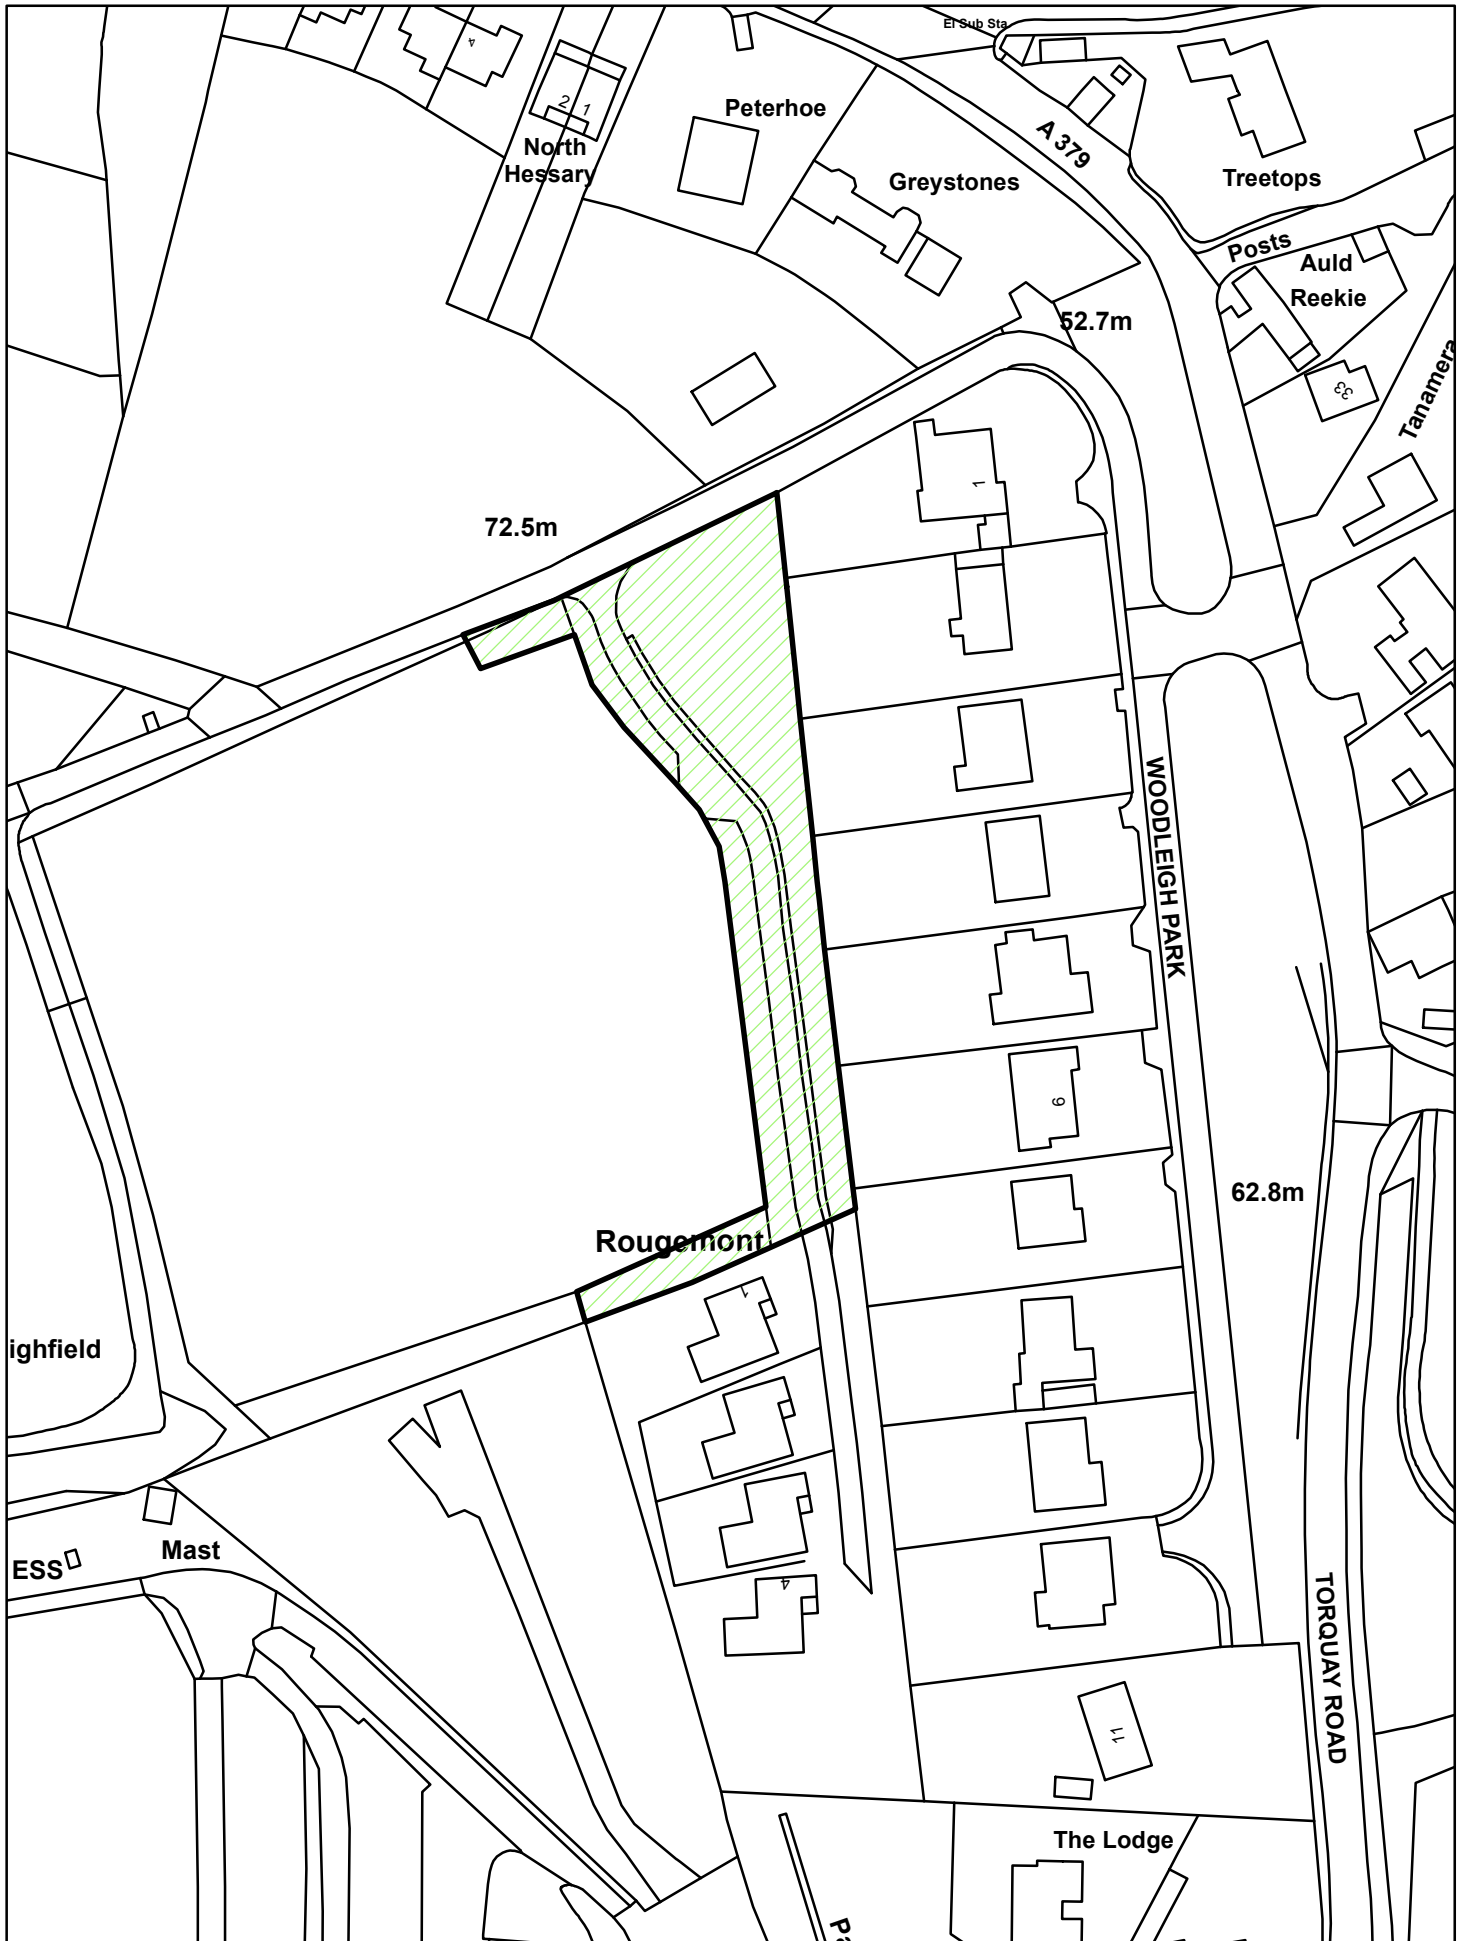 El Sub Sta
4
2
1
North
Hessary
Peterhoe
Greystones
A 379
Treetops
Posts
Auld
Reekie
52.7m
33
Tanamera
1
72.5m
WOODLEIGH PARK
9
62.8m
Rougemont
1
ighfield
Mast
ESS
4
TORQUAY ROAD
11
The Lodge
Pa